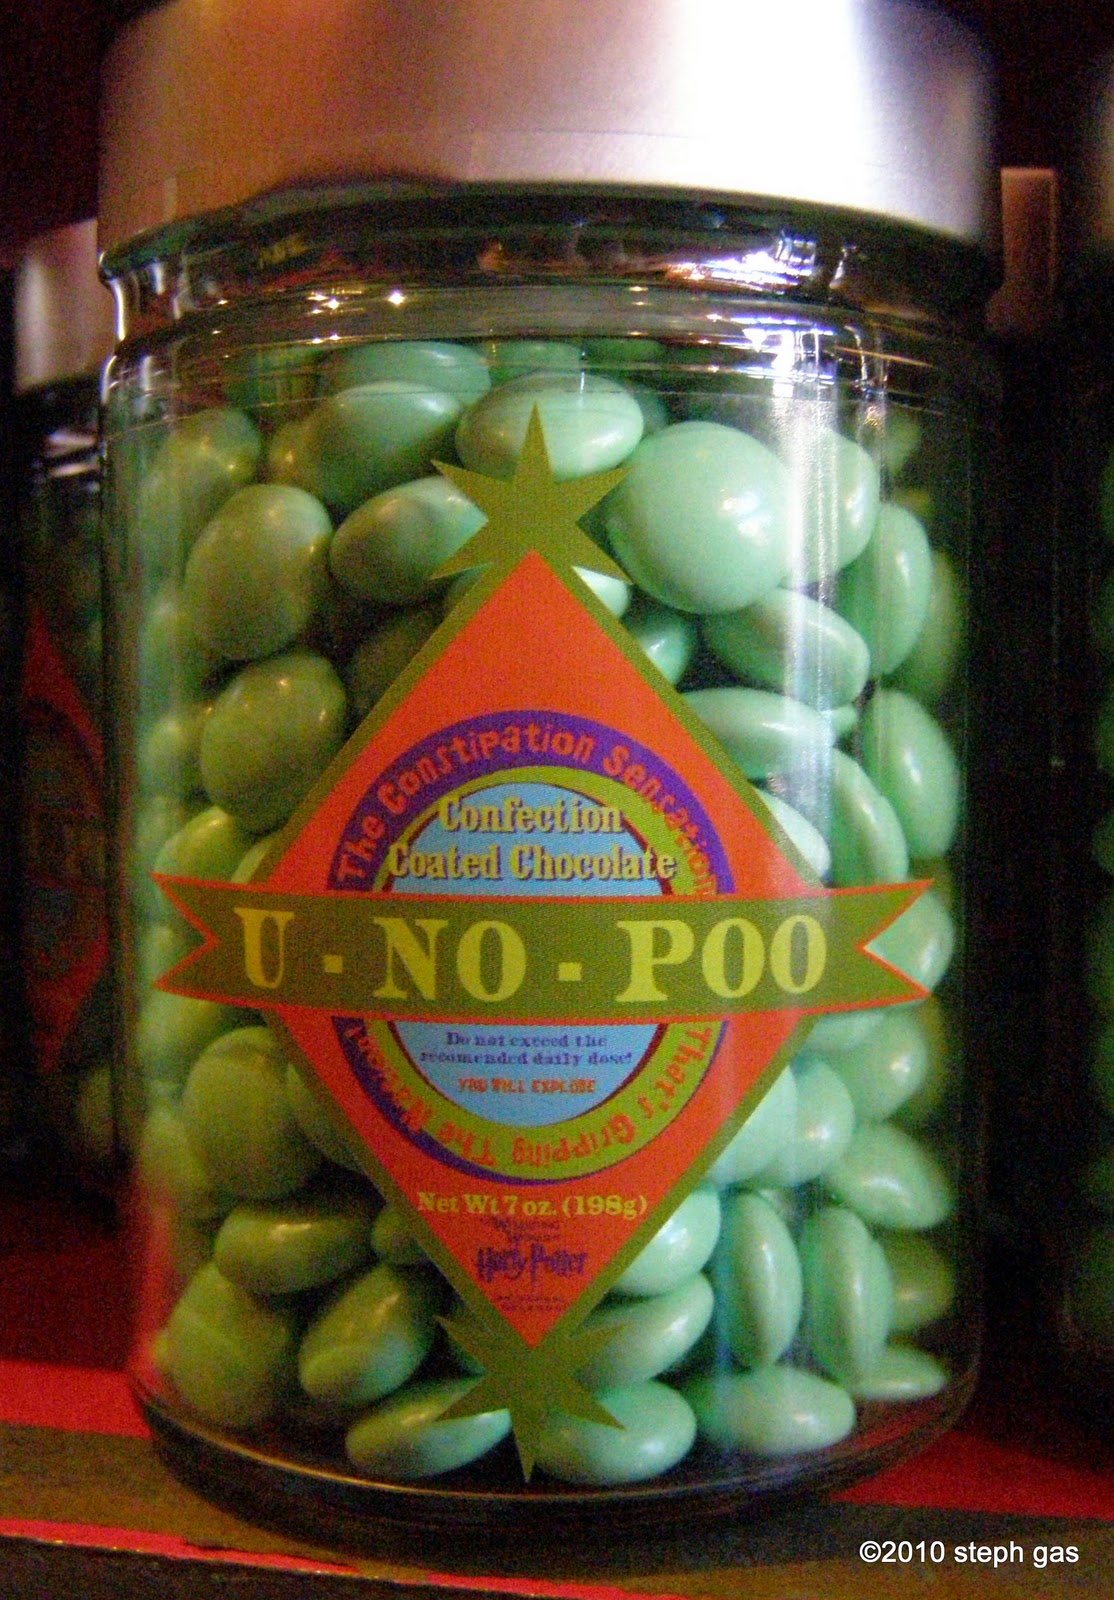 The Constipation Sensation
Confection
Coated Chocolate
U - NO - POO
Do not exceed the
recomended daily dose!
YOU WILL EXPLODE
That's Gripping The Nation!
Net Wt 7 oz. (198g)
Harry Potter
©2010 steph gas